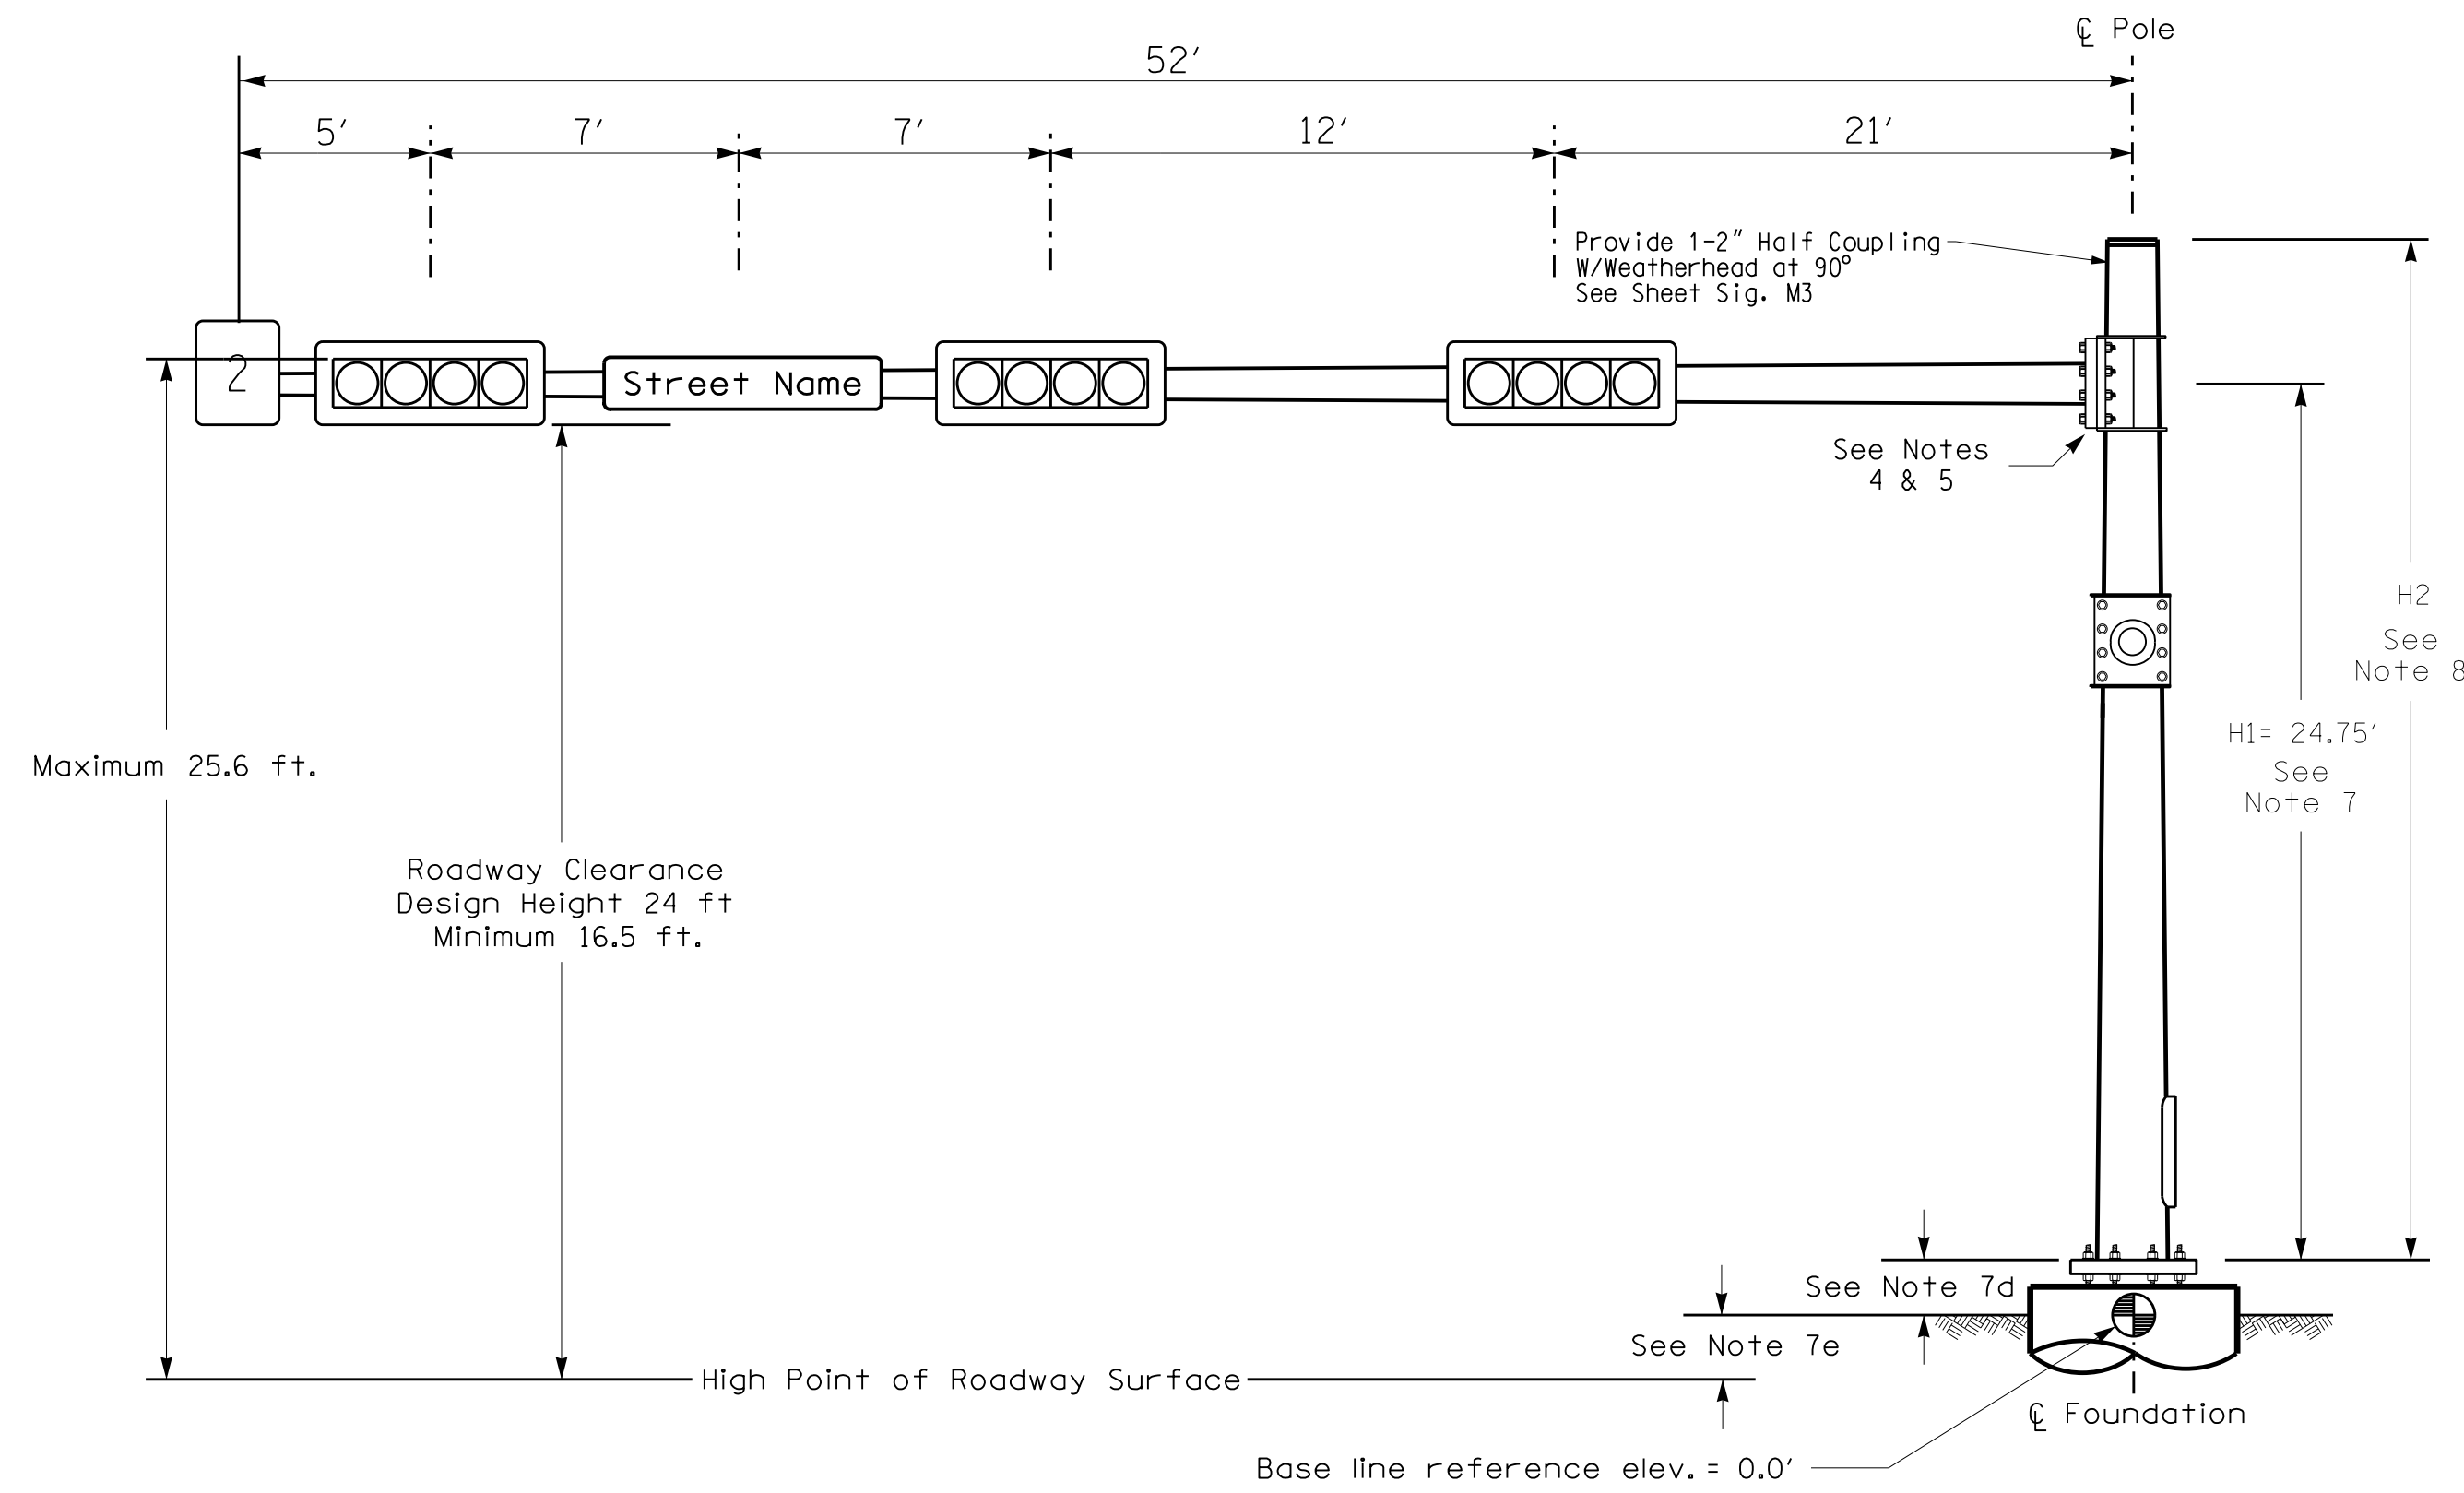 ℄ Pole
52'
5' 7' 7' 12' 21'
Provide 1-2" Half Coupling
W/Weatherhead at 90°
See Sheet Sig. M3
2
Street Name
See Notes
4 & 5
H2
See
Note 8
H1= 24.75'
See
Note 7
Maximum 25.6 ft.
Roadway Clearance
Design Height 24 ft
Minimum 16.5 ft.
See Note 7d
See Note 7e
High Point of Roadway Surface
℄ Foundation
Base line reference elev. = 0.0'